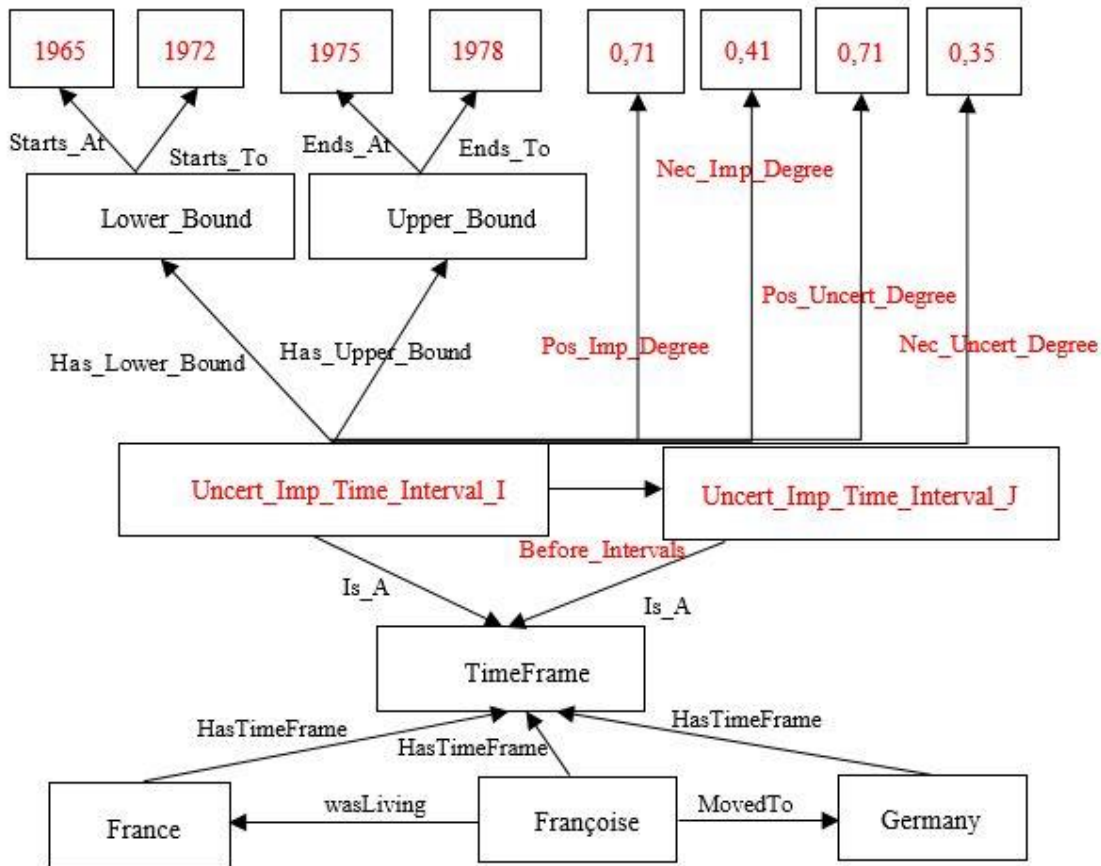 1965
1972
1975
1978
0,71
0,41
0,71
0,35
Starts_At
Starts_To
Ends_At
Ends_To
Nec_Imp_Degree
Lower_Bound
Upper_Bound
Pos_Uncert_Degree
Has_Lower_Bound
Has_Upper_Bound
Pos_Imp_Degree
Nec_Uncert_Degree
Uncert_Imp_Time_Interval_I
Uncert_Imp_Time_Interval_J
Before_Intervals
Is_A
Is_A
TimeFrame
HasTimeFrame
HasTimeFrame
HasTimeFrame
France
wasLiving
Françoise
MovedTo
Germany